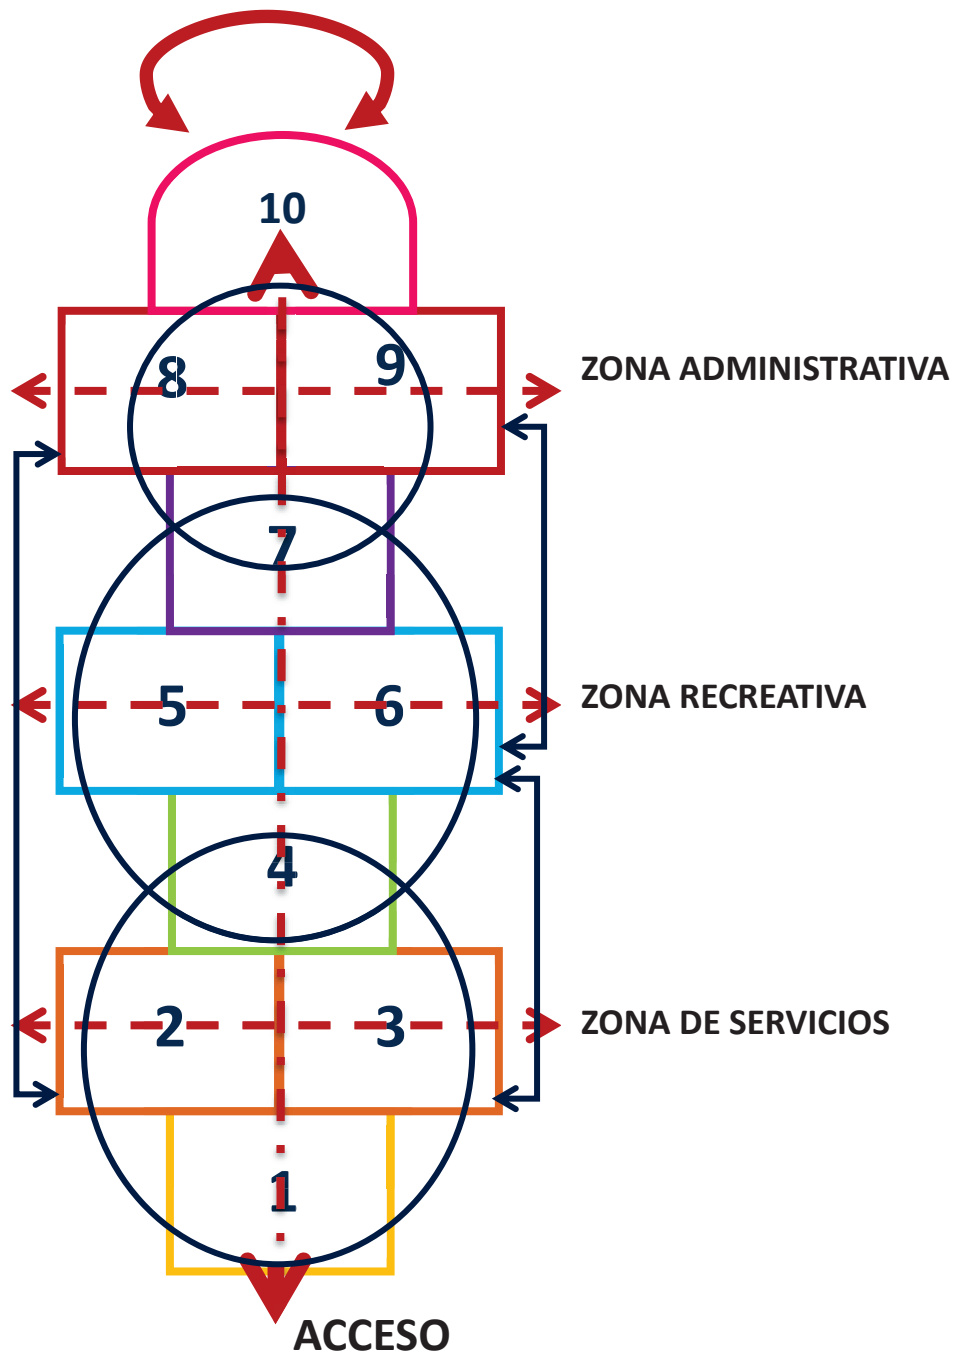 10
8 9 ZONA ADMINISTRATIVA
7
5 6 ZONA RECREATIVA
4
2 3 ZONA DE SERVICIOS
1
ACCESO